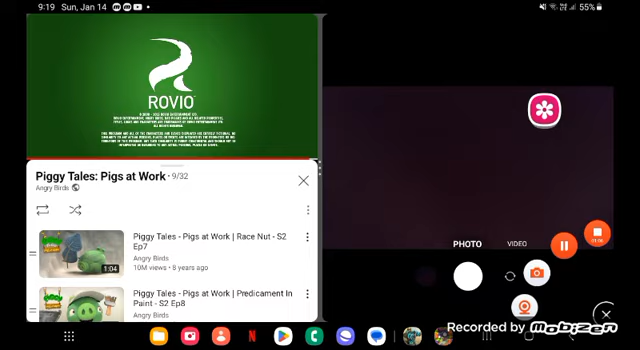 9:19 Sun, Jan 14
55%
ROVIO
Piggy Tales: Pigs at Work • 9/32
Angry Birds
Piggy Tales - Pigs at Work | Race Nut - S2
Ep7
Angry Birds
10M views • 8 years ago
1:04
Piggy Tales - Pigs at Work | Predicament In
Paint - S2 Ep8
Angry Birds
PHOTO
VIDEO
Recorded by Mobizen